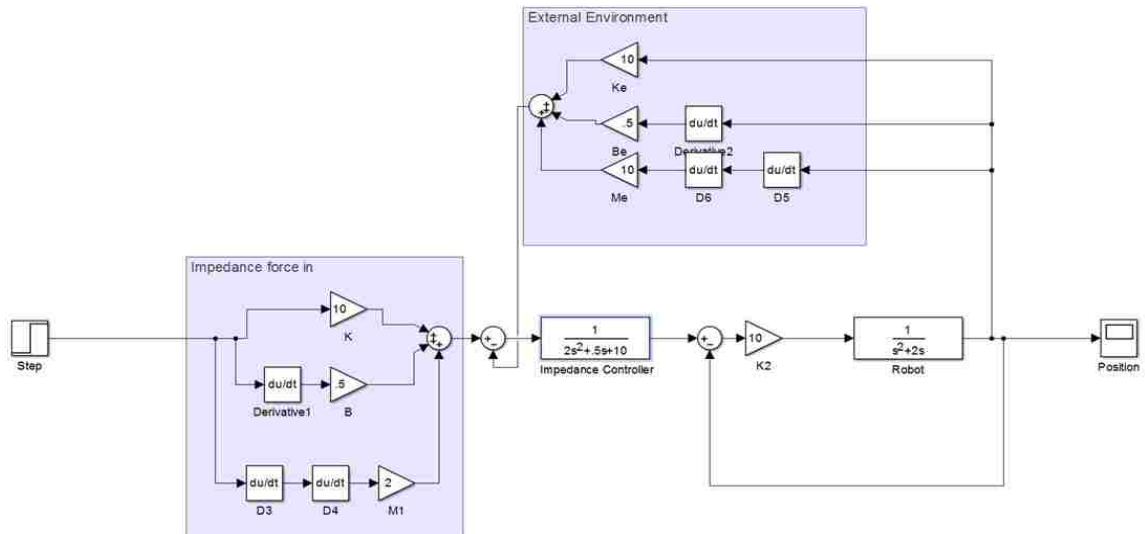 External Environment
10
Ke
.5
Be
du/dt
Derivative2
10
Me
du/dt
D6
du/dt
D5
Impedance force in
10
K
du/dt
Derivative1
.5
B
du/dt
D3
du/dt
D4
2
M1
Step
1
2s²+.5s+10
Impedance Controller
10
K2
1
s²+2s
Robot
Position